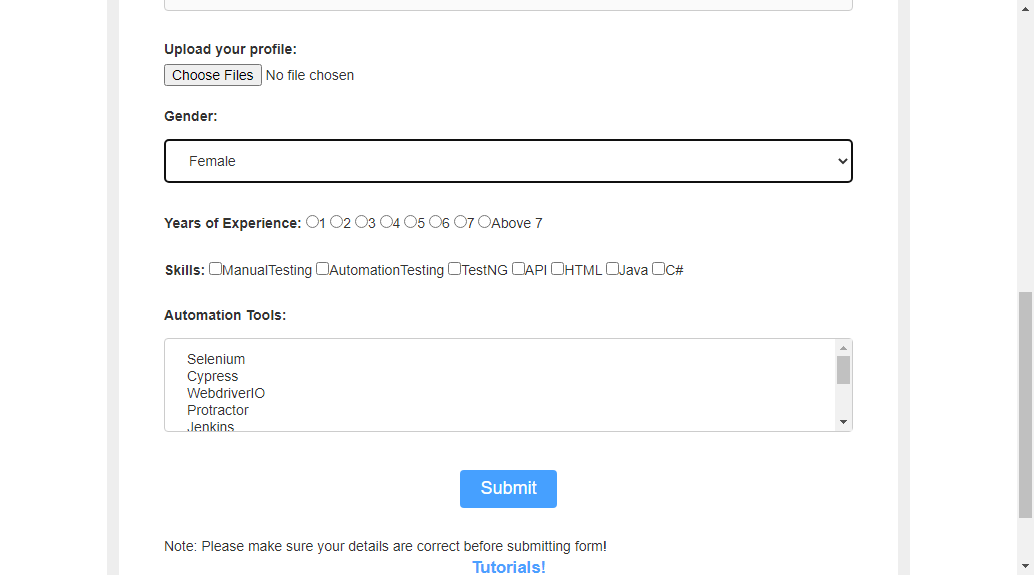 Upload your profile:
Choose Files No file chosen
Gender:
Female
Years of Experience: 1 2 3 4 5 6 7 Above 7
Skills: ManualTesting AutomationTesting TestNG API HTML Java C#
Automation Tools:
Selenium
Cypress
WebdriverIO
Protractor
Jenkins
Submit
Note: Please make sure your details are correct before submitting form!
Tutorials!